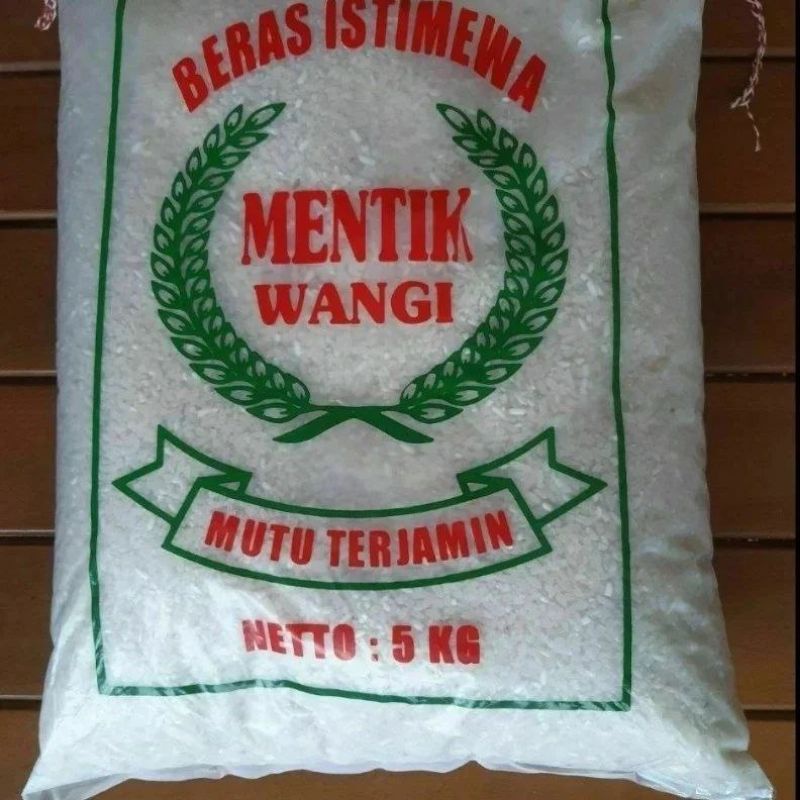 BERAS ISTIMEWA
MENTIK
WANGI
MUTU TERJAMIN
NETTO : 5 KG